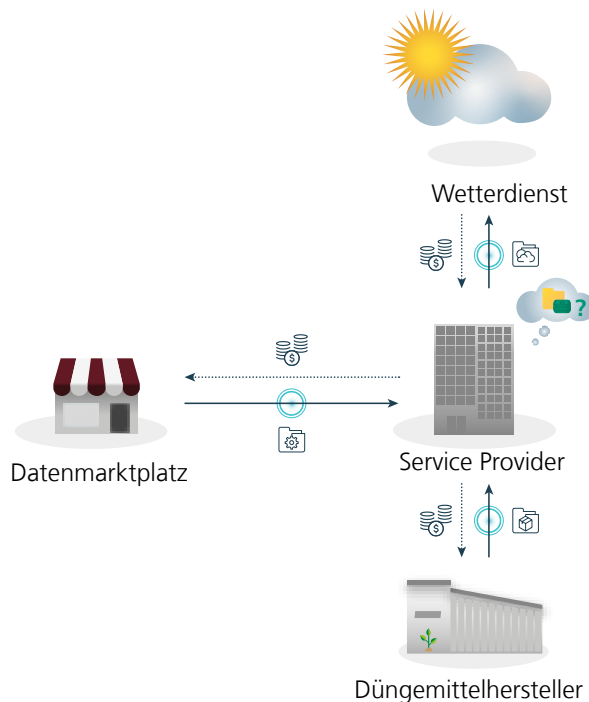 Wetterdienst
?
$
$
Service Provider
Datenmarktplatz
$
Düngemittelhersteller